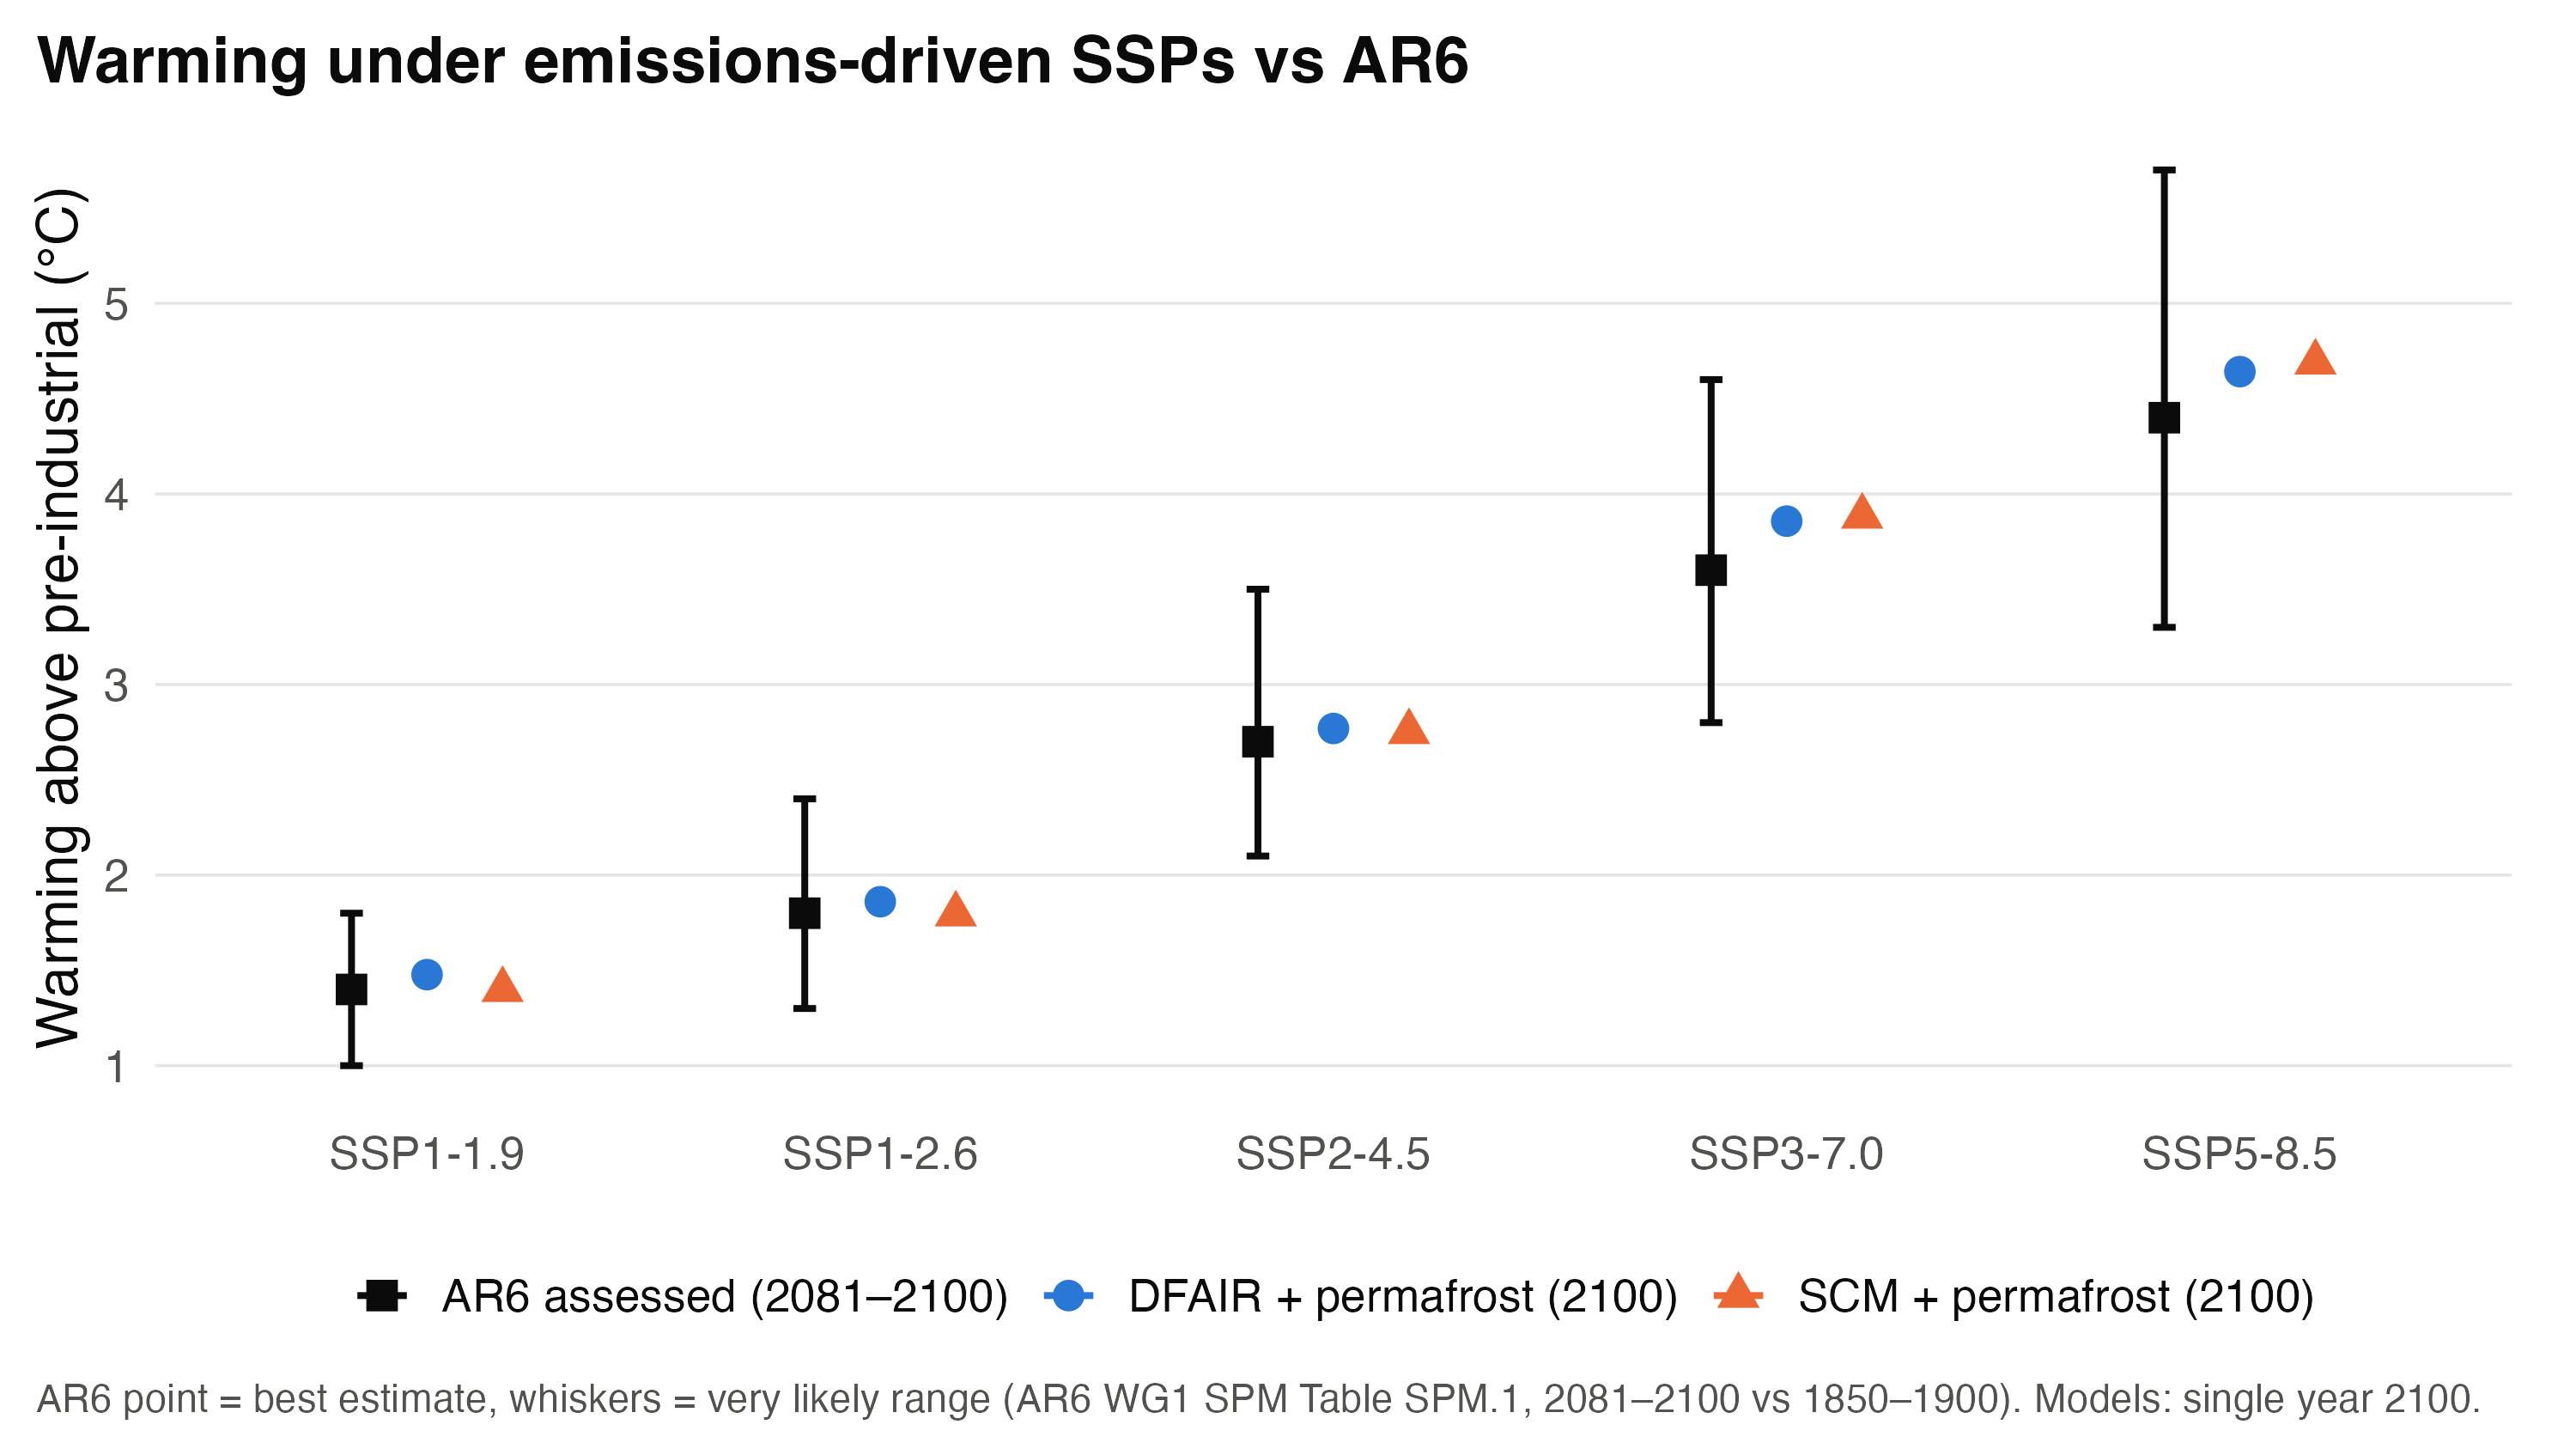 Warming under emissions-driven SSPs vs AR6
Warming above pre-industrial (°C)
5
4
3
2
1
SSP1-1.9
SSP1-2.6
SSP2-4.5
SSP3-7.0
SSP5-8.5
AR6 assessed (2081–2100)
DFAIR + permafrost (2100)
SCM + permafrost (2100)
AR6 point = best estimate, whiskers = very likely range (AR6 WG1 SPM Table SPM.1, 2081–2100 vs 1850–1900). Models: single year 2100.